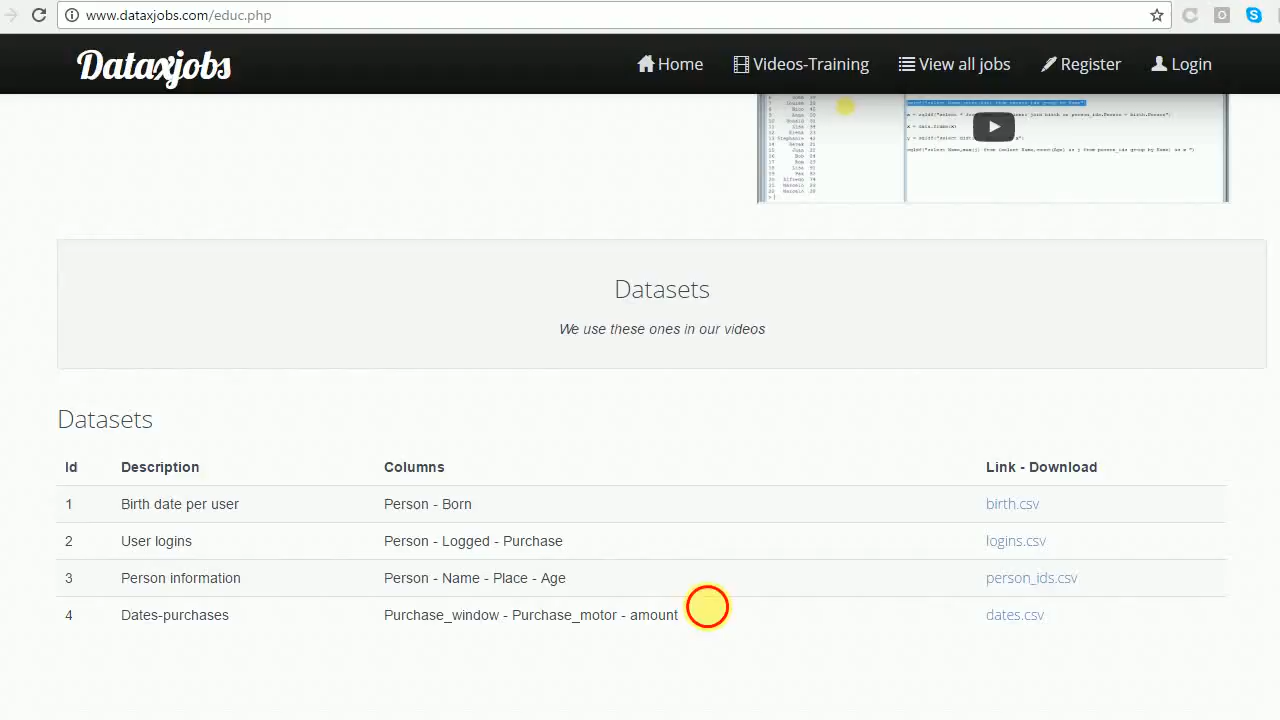 www.dataxjobs.com/educ.php
Dataxjobs
Home Videos-Training View all jobs Register Login
Datasets
We use these ones in our videos
Datasets
Id Description Columns Link - Download
1 Birth date per user Person - Born birth.csv
2 User logins Person - Logged - Purchase logins.csv
3 Person information Person - Name - Place - Age person_ids.csv
4 Dates-purchases Purchase_window - Purchase_motor - amount dates.csv